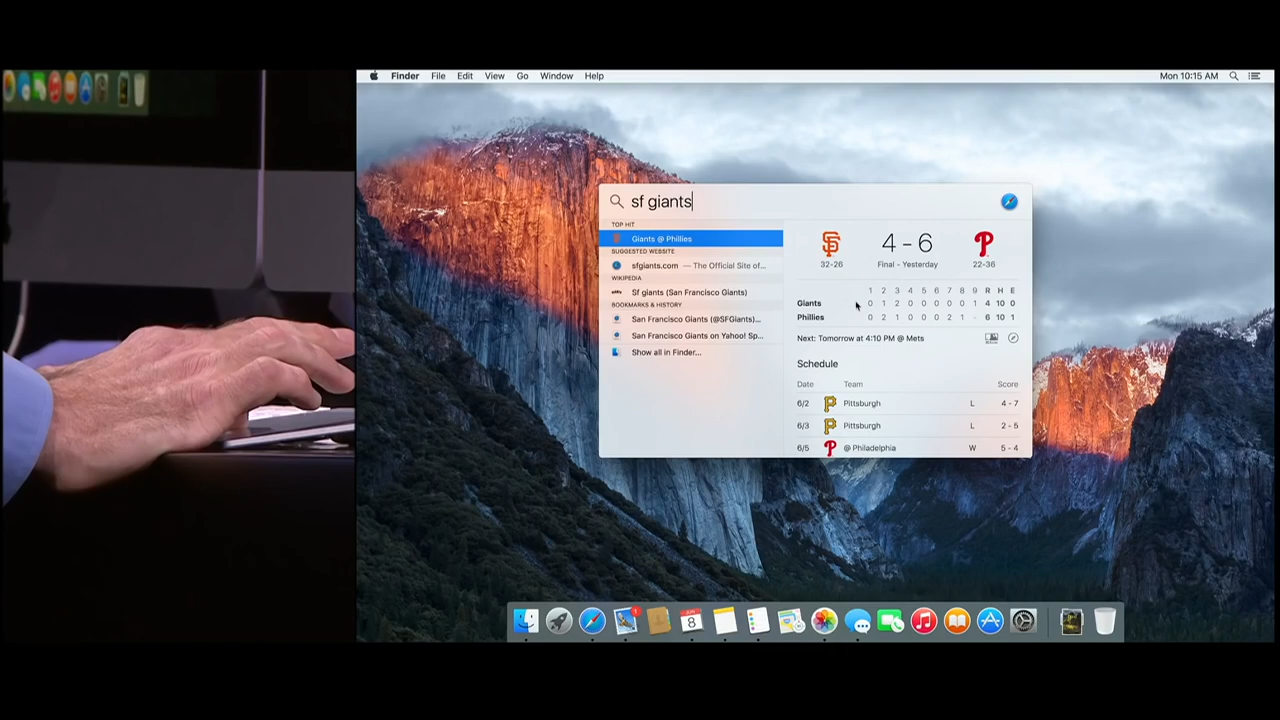 Finder File Edit View Go Window Help
Mon 10:15 AM
sf giants
TOP HIT
Giants @ Phillies
SUGGESTED WEBSITE
sfgiants.com — The Official Site of...
WIKIPEDIA
Sf giants (San Francisco Giants)
BOOKMARKS & HISTORY
San Francisco Giants (@SFGiants)...
San Francisco Giants on Yahoo! Sp...
Show all in Finder...
SF 4 - 6 P
32-26 Final - Yesterday 22-36
1 2 3 4 5 6 7 8 9 R H E
Giants 0 1 2 0 0 0 0 0 1 4 10 0
Phillies 0 2 1 0 0 0 2 1 - 6 10 1
Next: Tomorrow at 4:10 PM @ Mets
Schedule
Date Team Score
6/2 P Pittsburgh L 4 - 7
6/3 P Pittsburgh L 2 - 5
6/5 P @ Philadelphia W 5 - 4
1
JUN
8